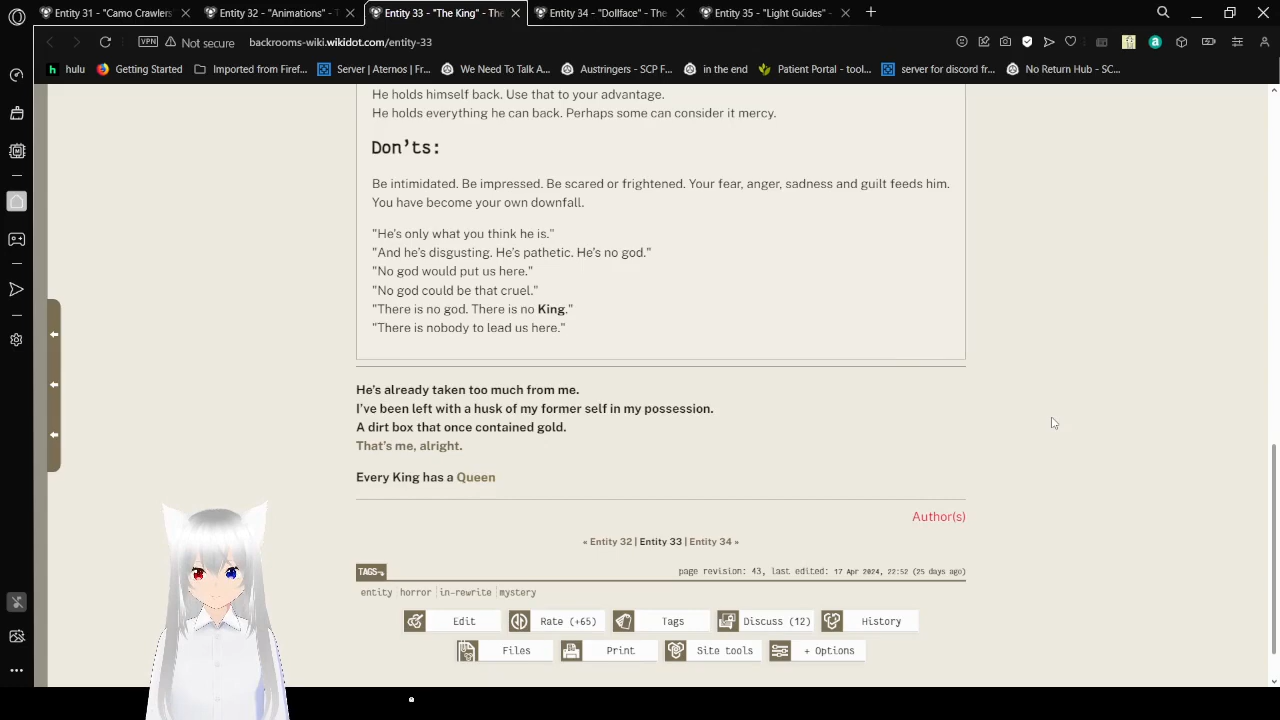 Entity 31 - "Camo Crawlers"
Entity 32 - "Animations" - T
Entity 33 - "The King" - The
Entity 34 - "Dollface" - The
Entity 35 - "Light Guides" -
VPN
Not secure
backrooms-wiki.wikidot.com/entity-33
hulu
Getting Started
Imported from Firef...
Server | Aternos | Fr...
We Need To Talk A...
Austringers - SCP F...
in the end
Patient Portal - tool...
server for discord fr...
No Return Hub - SC...
He holds himself back. Use that to your advantage.
He holds everything he can back. Perhaps some can consider it mercy.
Don'ts:
Be intimidated. Be impressed. Be scared or frightened. Your fear, anger, sadness and guilt feeds him.
You have become your own downfall.
"He's only what you think he is."
"And he's disgusting. He's pathetic. He's no god."
"No god would put us here."
"No god could be that cruel."
"There is no god. There is no King."
"There is nobody to lead us here."
He's already taken too much from me.
I've been left with a husk of my former self in my possession.
A dirt box that once contained gold.
That's me, alright.
Every King has a Queen
Author(s)
« Entity 32 | Entity 33 | Entity 34 »
TAGS
page revision: 43, last edited: 17 Apr 2024, 22:52 (25 days ago)
entity horror in-rewrite mystery
Edit Rate (+65) Tags Discuss (12) History
Files Print Site tools + Options